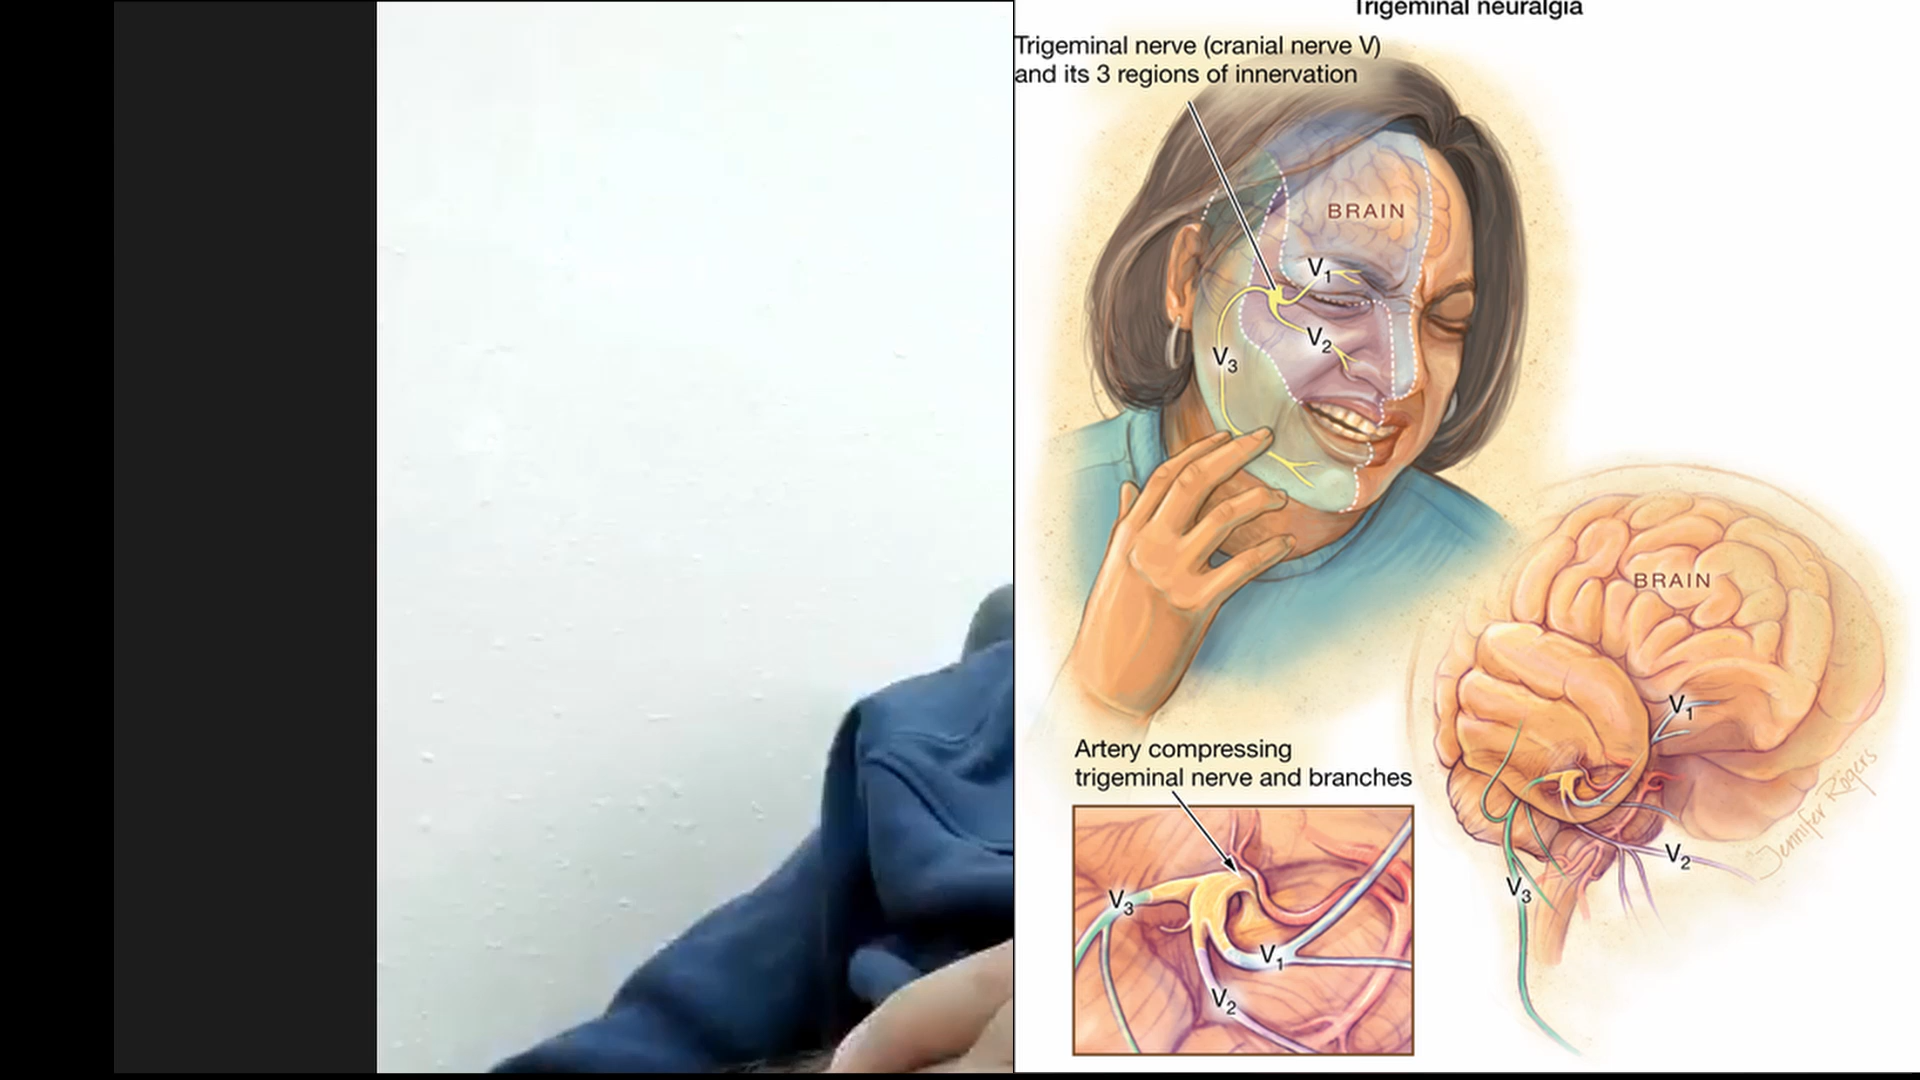 Trigeminal neuralgia
Trigeminal nerve (cranial nerve V)
and its 3 regions of innervation
BRAIN
V1
V2
V3
BRAIN
V1
Artery compressing
trigeminal nerve and branches
Jennifer Rogers
V2
V3
V3
V1
V2